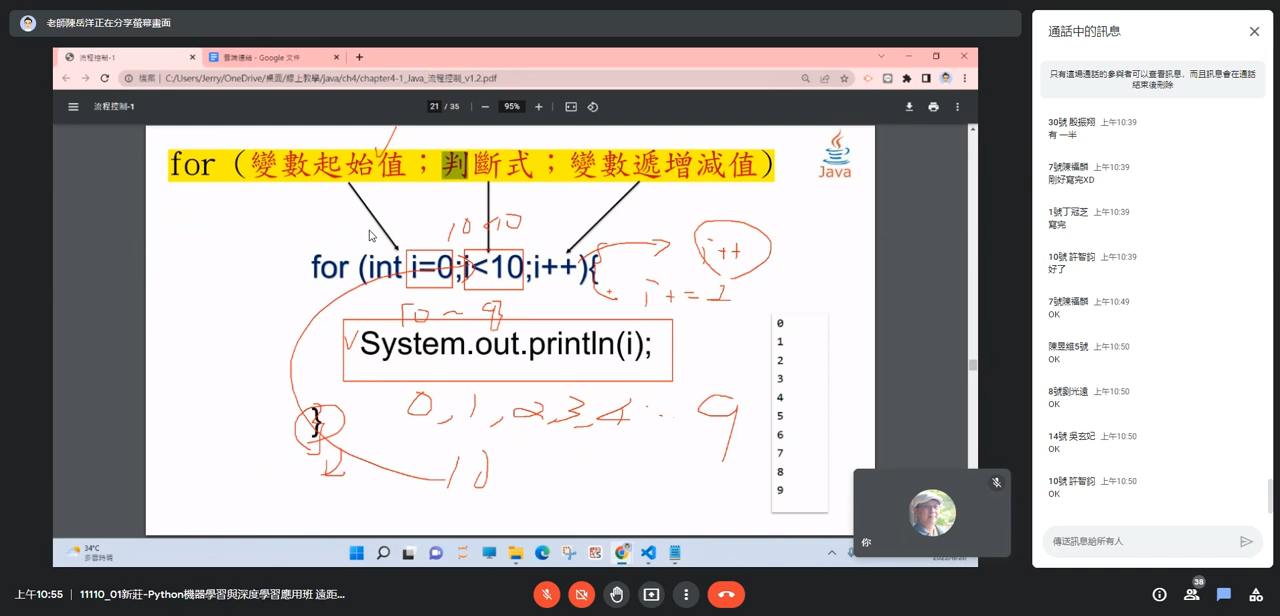 老師陳岳洋正在分享螢幕畫面
流程控制-1
雲端連結 - Google 文件
檔案 | C:/Users/Jerry/OneDrive/桌面/線上教學/Java/ch4/chapter4-1_Java_流程控制_v1.2.pdf
流程控制-1
21 / 35
95%
for (變數起始值；判斷式；變數遞增減值)
Java
10 <10
i++
for (int i=0;i<10;i++){
i+=1
[0~9]
System.out.println(i);
0,1,2,3,4... 9
}
10
0
1
2
3
4
5
6
7
8
9
你
34°C
上午10:55
11110_01新莊-Python機器學習與深度學習應用班 遠距...
38
通話中的訊息
只有這場通話的參與者可以查看訊息，而且訊息會在通話
結束後刪除
30號 殷振翔 上午10:39
有 一半
7號陳福麟 上午10:39
剛好寫完XD
1號丁冠芝 上午10:39
寫完
10號 許智鈞 上午10:39
好了
7號陳福麟 上午10:49
OK
陳昱維5號 上午10:50
OK
8號劉光遠 上午10:50
OK
14號 吳玄妃 上午10:50
OK
10號 許智鈞 上午10:50
OK
傳送訊息給所有人